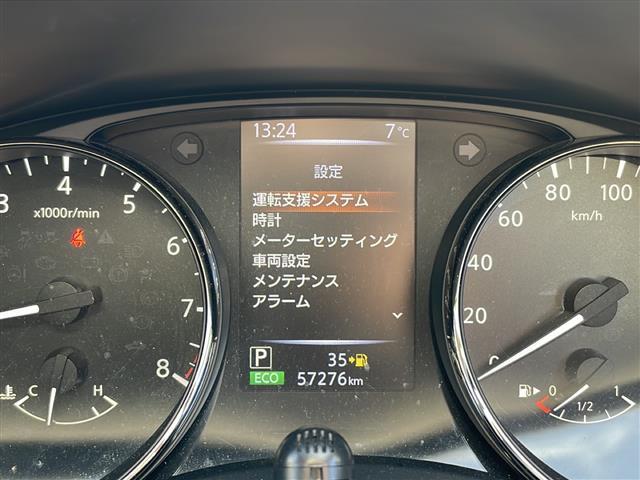 13:24 7°C
設定
運転支援システム
時計
メーターセッティング
車両設定
メンテナンス
アラーム
P 35
ECO 57276km
3 4 5 6 7 8
x1000r/min
C H
0 20 40 60 80 100
km/h
0 1/2 1